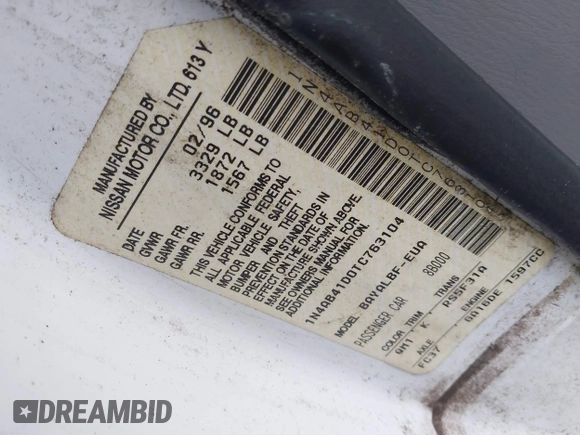 MANUFACTURED BY
NISSAN MOTOR CO., LTD. 613 Y
DATE 02/96
GVWR 3329 LB
GAWR FR. 1872 LB
GAWR RR. 1567 LB
THIS VEHICLE CONFORMS TO
ALL APPLICABLE FEDERAL
MOTOR VEHICLE SAFETY,
BUMPER AND THEFT
PREVENTION STANDARDS IN
EFFECT ON THE DATE OF
MANUFACTURE SHOWN ABOVE.
SEE OWNERS MANUAL FOR
ADDITIONAL INFORMATION.
1N4AB41D0TC763104
1N4AB41D0TC763104
MODEL BAYALBF-EUA
PASSENGER CAR BB000
COLOR TRIM TRANS
QM1 K RS5F31A
AXLE ENGINE
FC37 GA16DE 1597CC
DREAMBID